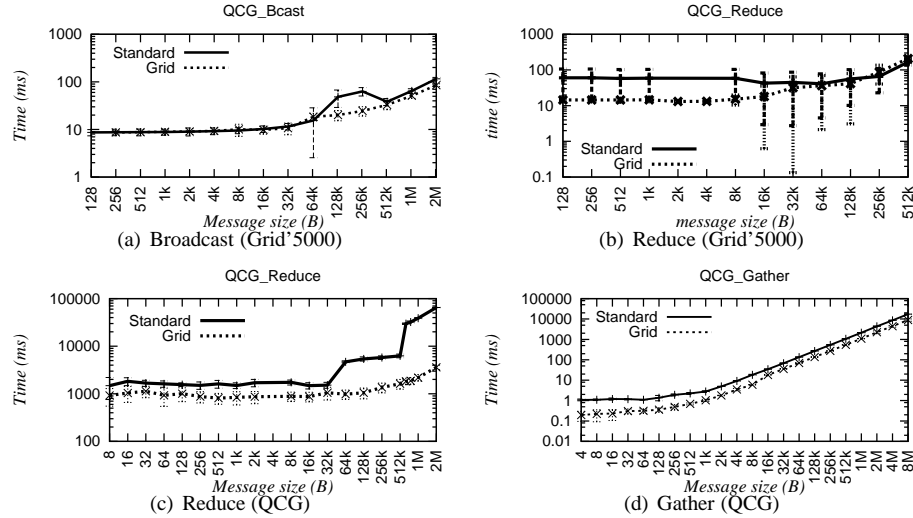 QCG_Bcast
1000
100
10
1
Time (ms)
Standard
Grid
128
256
512
1k
2k
4k
8k
16k
32k
64k
128k
256k
512k
1M
2M
Message size (B)
(a) Broadcast (Grid'5000)
QCG_Reduce
1000
100
10
1
0.1
time (ms)
Standard
Grid
128
256
512
1k
2k
4k
8k
16k
32k
64k
128k
256k
512k
message size (B)
(b) Reduce (Grid'5000)
QCG_Reduce
100000
10000
1000
100
Time (ms)
Standard
Grid
8
16
32
64
128
256
512
1k
2k
4k
8k
16k
32k
64k
128k
256k
512k
1M
2M
Message size (B)
(c) Reduce (QCG)
QCG_Gather
100000
10000
1000
100
10
1
0.1
0.01
Time (ms)
Standard
Grid
4
8
16
32
64
128
256
512
1k
2k
4k
8k
16k
32k
64k
128k
256k
512k
1M
2M
4M
8M
Message size (B)
(d) Gather (QCG)